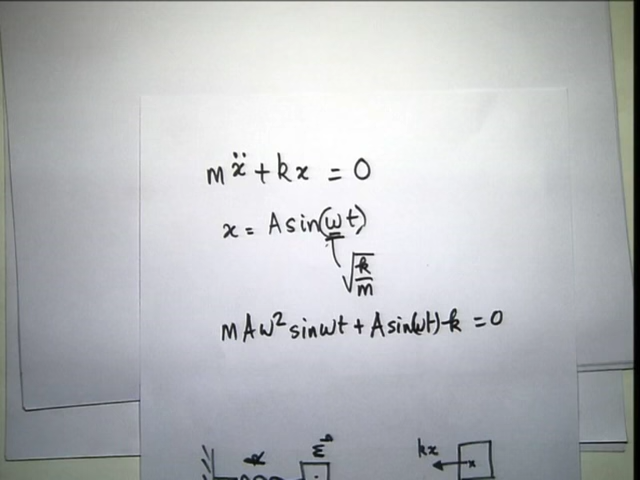 mẍ + kx = 0
x = A sin(ωt)
√(k/m)
mAω² sinωt + A sin(ωt) k = 0
kx
x